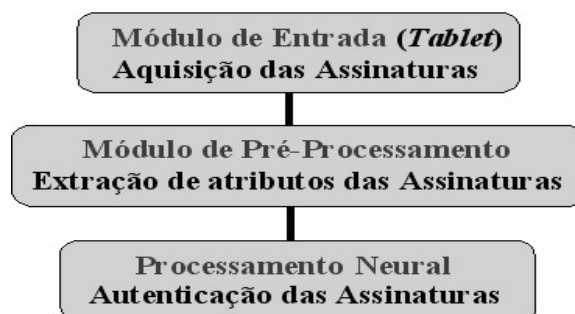 Módulo de Entrada (Tablet)
Aquisição das Assinaturas
Módulo de Pré-Processamento
Extração de atributos das Assinaturas
Processamento Neural
Autenticação das Assinaturas